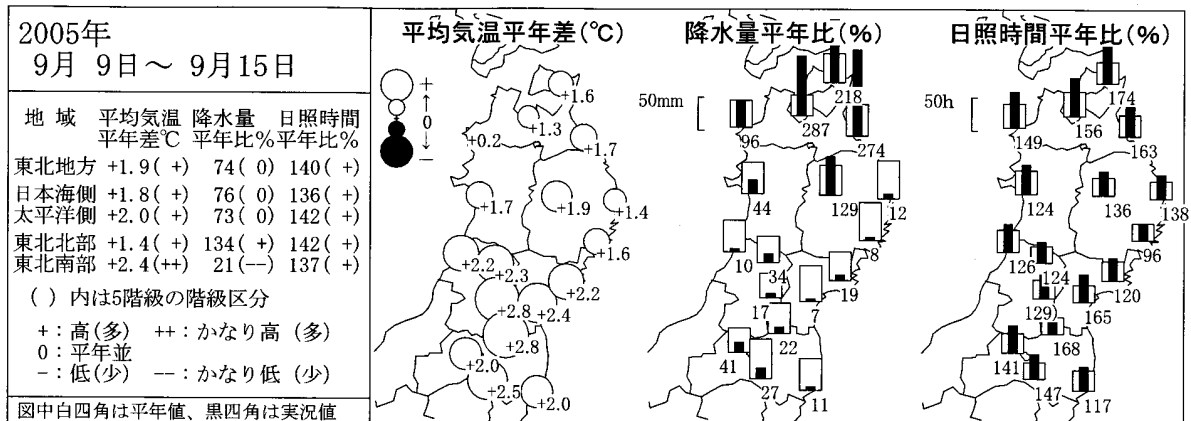 2005年
9月 9日～ 9月15日
地 域 平均気温 降水量 日照時間
平年差℃ 平年比% 平年比%
東北地方 +1.9( +) 74( 0) 140( +)
日本海側 +1.8( +) 76( 0) 136( +)
太平洋側 +2.0( +) 73( 0) 142( +)
東北北部 +1.4( +) 134( +) 142( +)
東北南部 +2.4(++) 21(--) 137( +)
( ) 内は5階級の階級区分
+：高(多) ++：かなり高 (多)
0：平年並
-：低(少) --：かなり低 (少)
図中白四角は平年値、黒四角は実況値
平均気温平年差(℃)
+
↑
0
↓
-
+1.6
+1.3
+0.2
+1.7
+1.7
+1.9
+1.4
+1.6
+2.2
+2.3
+2.2
+2.8
+2.4
+2.8
+2.0
+2.5
+2.0
降水量平年比(%)
50mm
218
96
287
274
44
129
12
8
10
34
19
17
7
22
41
27
11
日照時間平年比(%)
50h
174
149
156
163
124
136
138
96
126
124
120
129)
165
168
141
147
117